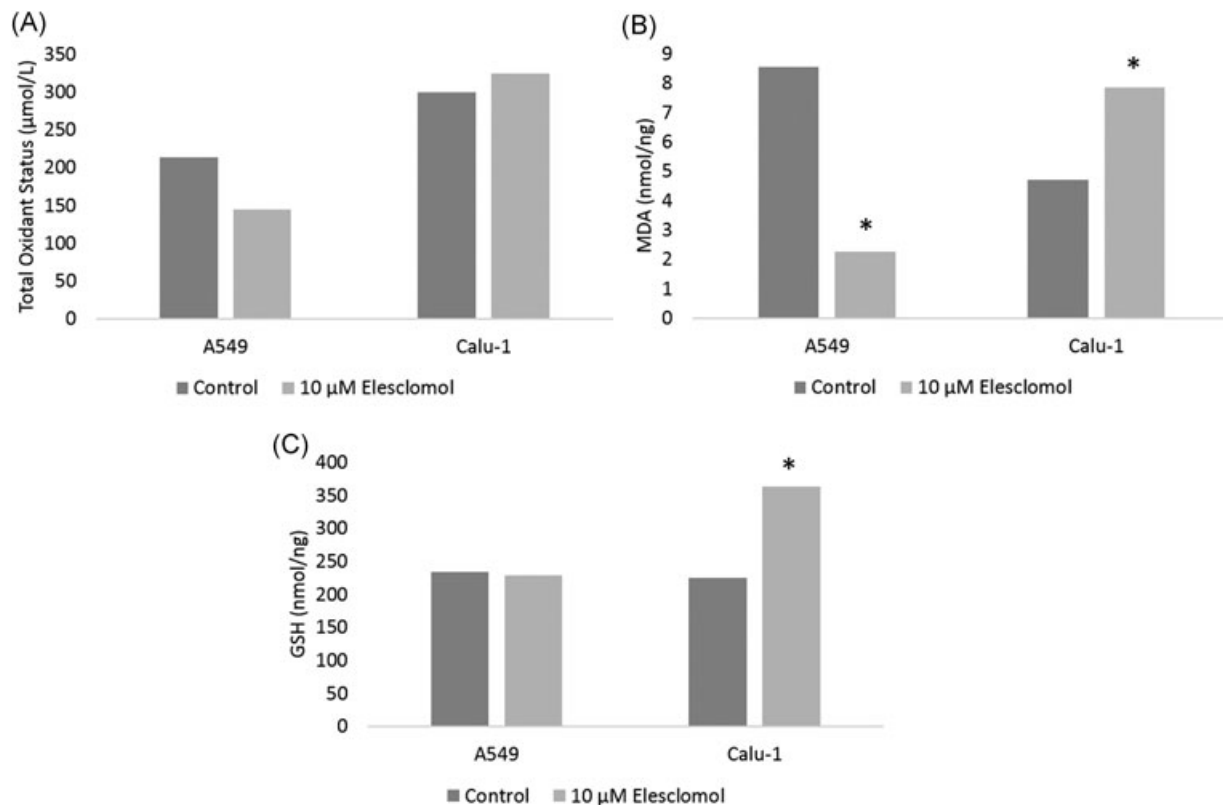 (A)
Total Oxidant Status (µmol/L)
350
300
250
200
150
100
50
0
A549 Calu-1
Control 10 µM Elesclomol
(B)
MDA (nmol/ng)
9
8
7
6
5
4
3
2
1
0
*
*
A549 Calu-1
Control 10 µM Elesclomol
(C)
GSH (nmol/ng)
400
350
300
250
200
150
100
50
0
*
A549 Calu-1
Control 10 µM Elesclomol